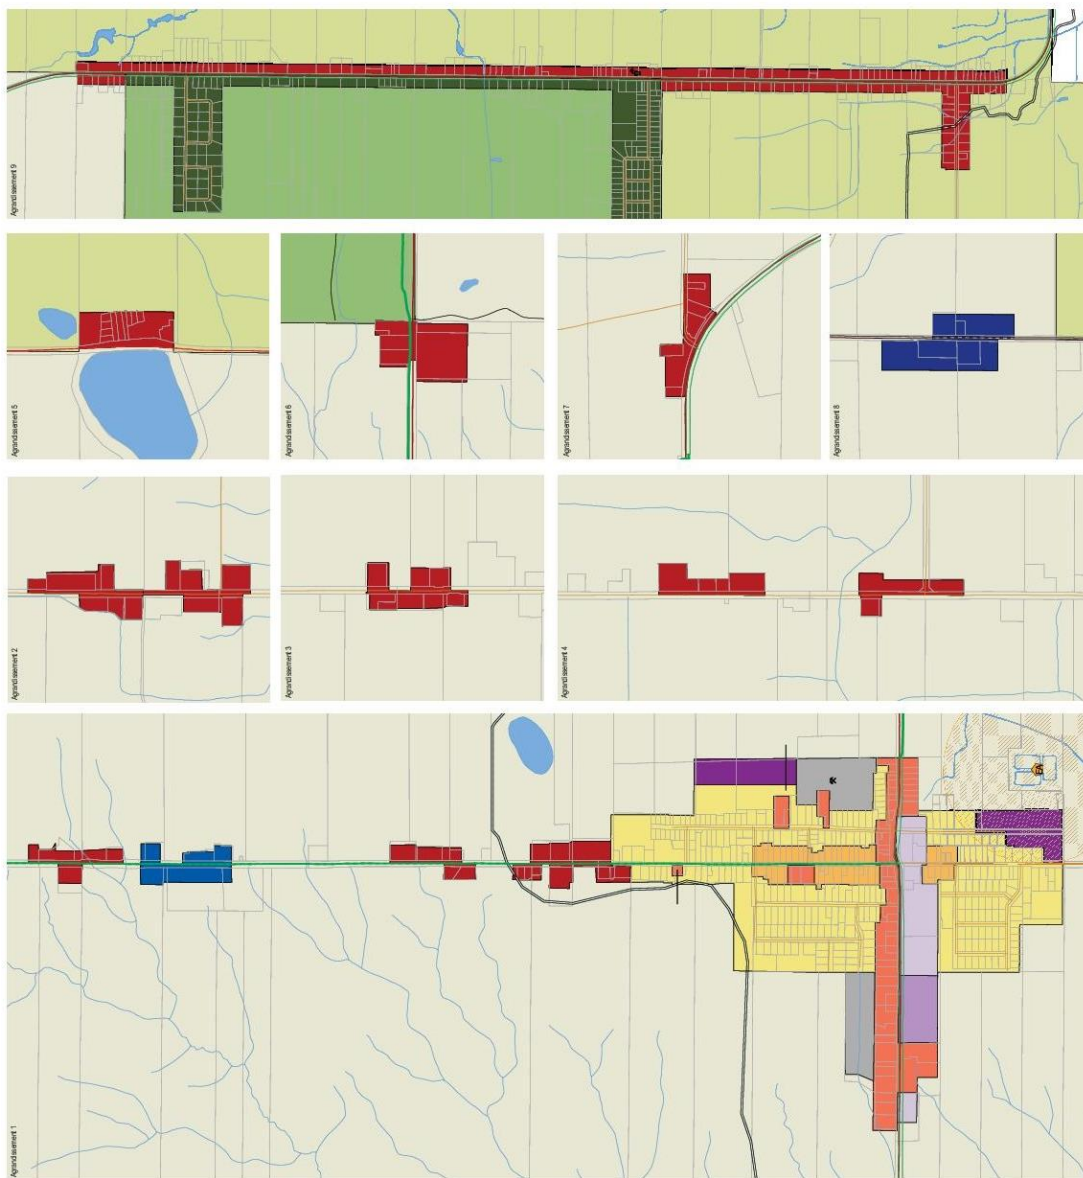 Agrandissement 9
Agrandissement 5
Agrandissement 6
Agrandissement 7
Agrandissement 8
Agrandissement 2
Agrandissement 3
Agrandissement 4
Agrandissement 1